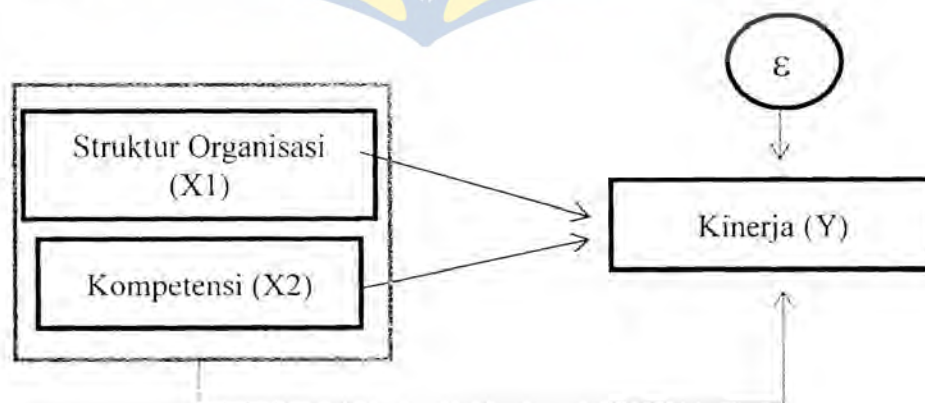 ε
Struktur Organisasi
(X1)
Kinerja (Y)
Kompetensi (X2)